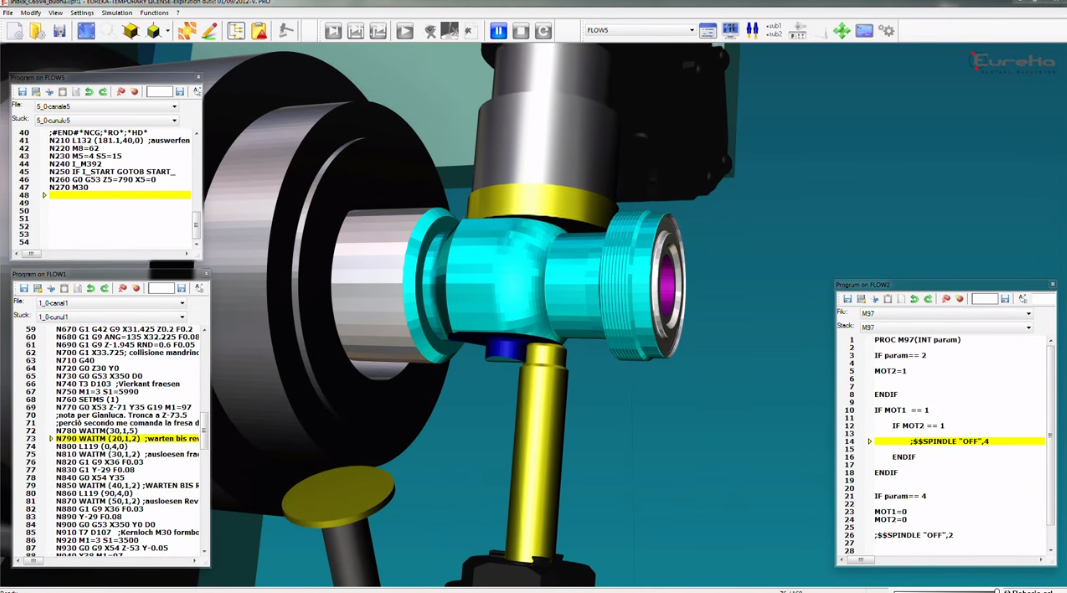 EUREKA-TEMPORARY LICENSE-Expiration
File Modify View Settings Simulation Functions ?
FLOW5
<sub1
<sub2
EureKa
Program on FLOW5
File: 5_0canale5
Stack:
40 ;#END#*NCG;*RO*;*HD*
41 N210 L132 (181.1,40,0) ;auswerfen
42 N220 M8=62
43 N230 M5=4 S5=15
44 N240 I_M392
45 N250 IF I_START GOTOB START_
46 N260 G0 G53 Z5=790 X5=0
47 N270 M30
48
49
50
51
52
53
54
Program on FLOW1
File: 1_0canal1
Stack:
59 N670 G1 G42 G9 X31.425 Z0.2 F0.2
60 N680 G1 G9 ANG=135 X32.225 F0.08
61 N690 G1 G9 Z-1.945 RND=0.6 F0.05
62 N700 G1 X33.725; collisione mandrino
63 N710 G40
64 N720 G0 Z30 Y0
65 N730 G0 G53 X350 D0
66 N740 T3 D103 ;Vierkant fraesen
67 N750 M1=3 S1=5990
68 N760 SETMS (1)
69 N770 G0 X53 Z-71 Y35 G19 M1=97
70 ;nota per Gianluca. Tronca a Z-73.5
71 ;perciò secondo me comanda la fresa d
72 N780 WAITM(30,1,5)
73 N790 WAITM (20,1,2) ;warten bis rev
74 N800 L119 (0,4,0)
75 N810 WAITM (30,1,2) ;ausloesen fra
76 N820 G1 G9 X36 F0.03
77 N830 G1 Y-29 F0.08
78 N840 G0 X54 Y35
79 N850 WAITM (40,1,2) ;WARTEN BIS R
80 N860 L119 (90,4,0)
81 N870 WAITM (50,1,2) ;ausloesen Rev
82 N880 G1 G9 X36 F0.03
83 N890 G1 Y-29 F0.08
84 N900 G0 G53 X350 Y0 D0
85 N910 T7 D107 ;Kernloch M30 formbo
86 N920 M1=3 S1=3500
87 N930 G0 G9 X54 Z-53 Y-0.05
88 N940 Y38 M1=97
Program on FLOW2
File: M97
Stack: M97
1 PROC M97(INT param)
2
3 IF param== 2
4
5 MOT2=1
7
8 ENDIF
9
10 IF MOT1 == 1
11
12 IF MOT2 == 1
13
14 ;$$SPINDLE "OFF",4
15
16 ENDIF
17
18 ENDIF
20
21 IF param== 4
22
23 MOT1=0
24 MOT2=0
25
26 ;$$SPINDLE "OFF",2
27
28